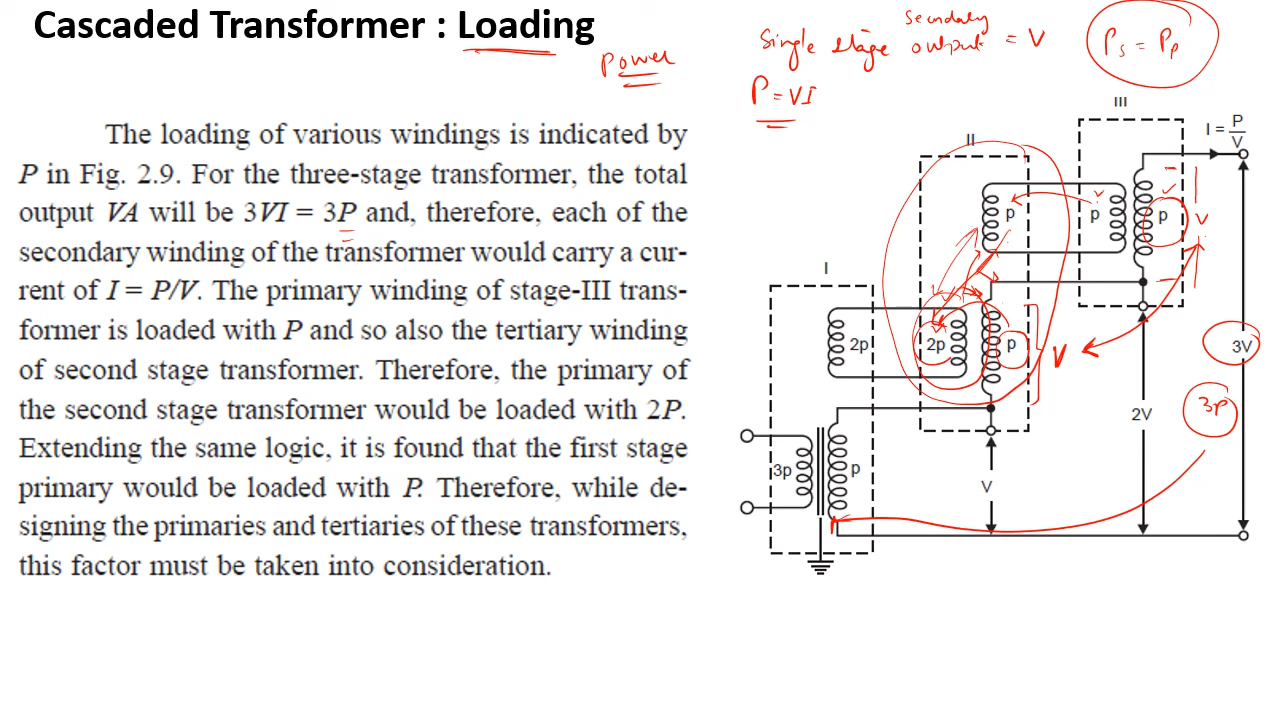 Cascaded Transformer : Loading
Power
Single stage Secondary output = V
Ps = Pp
P = VI
The loading of various windings is indicated by
P in Fig. 2.9. For the three-stage transformer, the total
output VA will be 3VI = 3P and, therefore, each of the
secondary winding of the transformer would carry a cur-
rent of I = P/V. The primary winding of stage-III trans-
former is loaded with P and so also the tertiary winding
of second stage transformer. Therefore, the primary of
the second stage transformer would be loaded with 2P.
Extending the same logic, it is found that the first stage
primary would be loaded with P. Therefore, while de-
signing the primaries and tertiaries of these transformers,
this factor must be taken into consideration.
III
I = P/V
II
p
p
p
V
I
2p
2p
p
V
3V
3p
2V
3p
p
V